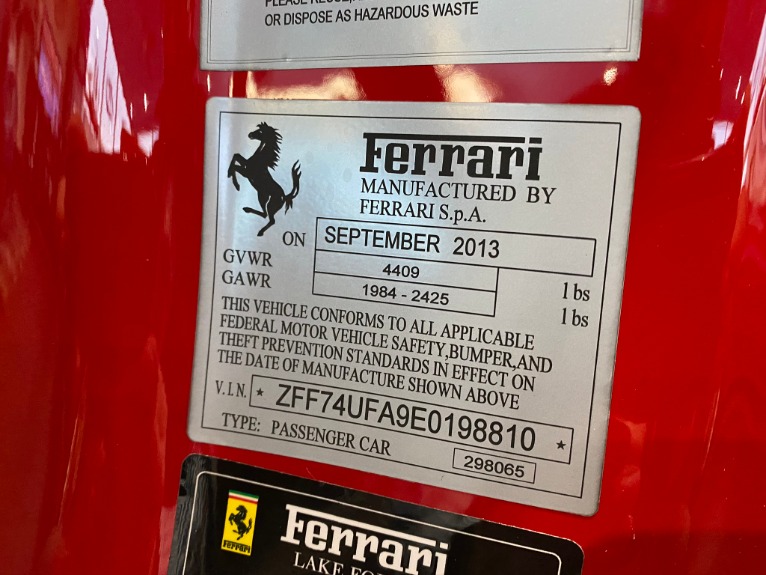 OR DISPOSE AS HAZARDOUS WASTE
Ferrari
MANUFACTURED BY
FERRARI S.p.A.
ON SEPTEMBER 2013
GVWR 4409 lbs
GAWR 1984 - 2425 lbs
THIS VEHICLE CONFORMS TO ALL APPLICABLE
FEDERAL MOTOR VEHICLE SAFETY,BUMPER,AND
THEFT PREVENTION STANDARDS IN EFFECT ON
THE DATE OF MANUFACTURE SHOWN ABOVE
V.I.N. * ZFF74UFA9E0198810 *
TYPE: PASSENGER CAR 298065
Ferrari
Ferrari
LAKE